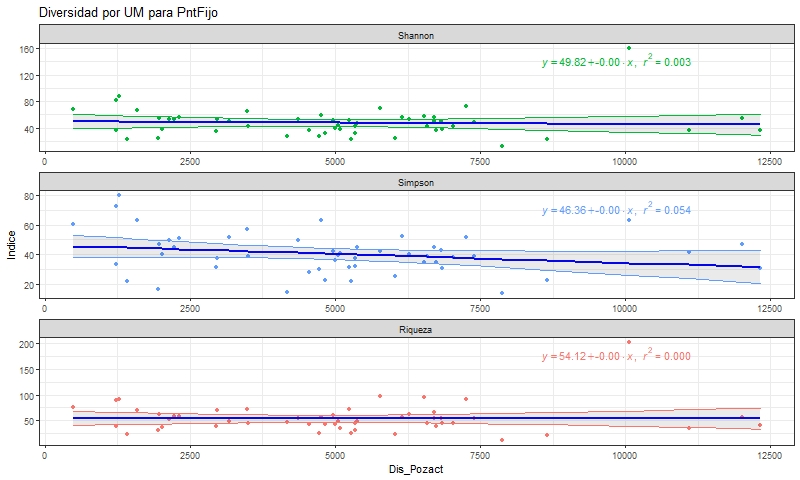 Diversidad por UM para PntFijo
Shannon
160
120
80
40
y = 49.82 + -0.00 · x, r² = 0.003
0 2500 5000 7500 10000 12500
Simpson
80
60
40
20
y = 46.36 + -0.00 · x, r² = 0.054
0 2500 5000 7500 10000 12500
Indice
Riqueza
200
150
100
50
y = 54.12 + -0.00 · x, r² = 0.000
0 2500 5000 7500 10000 12500
Dis_Pozact